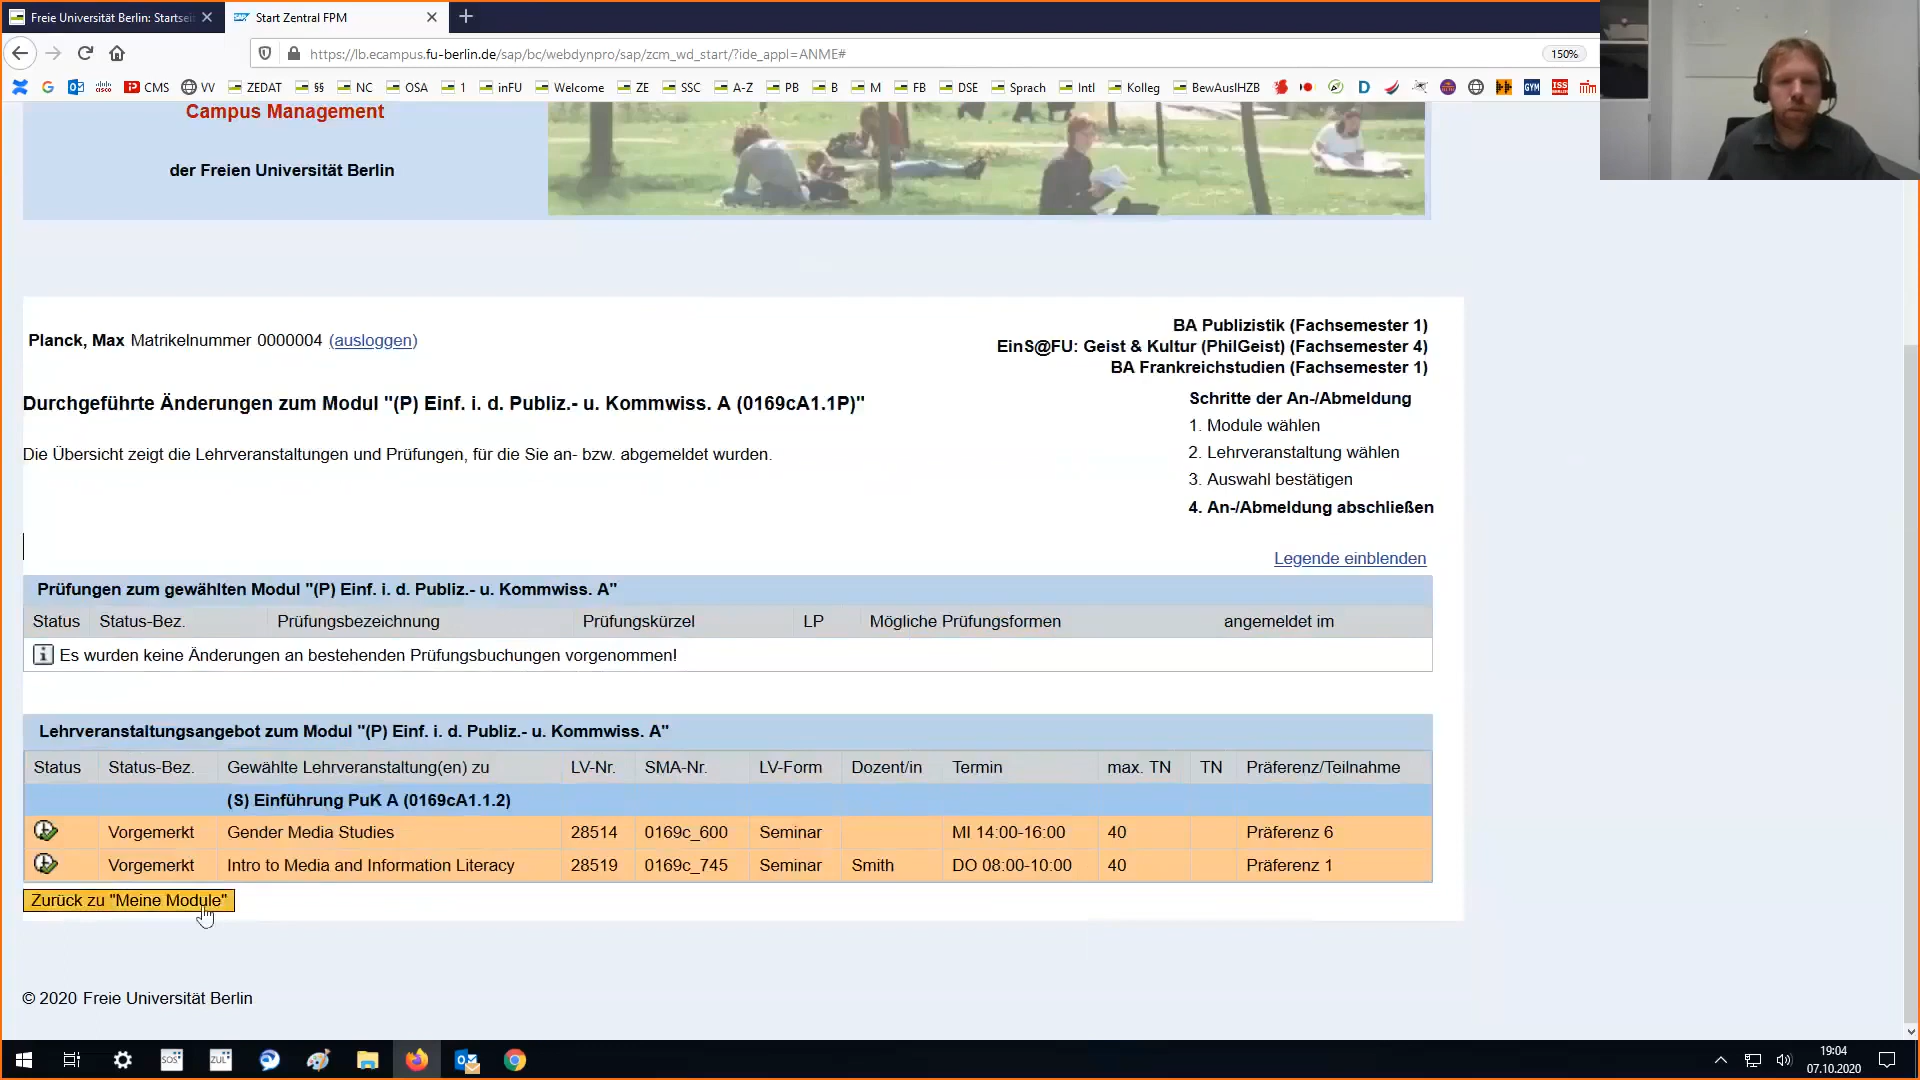 Freie Universität Berlin: Startsei
Start Zentral FPM
https://lb.ecampus.fu-berlin.de/sap/bc/webdynpro/sap/zcm_wd_start/?ide_appl=ANME#
150%
CMS VV ZEDAT §§ NC OSA 1 inFU Welcome ZE SSC A-Z PB B M FB DSE Sprach Intl Kolleg BewAusIHZB
Campus Management
der Freien Universität Berlin
Planck, Max Matrikelnummer 0000004 (ausloggen)
BA Publizistik (Fachsemester 1)
EinS@FU: Geist & Kultur (PhilGeist) (Fachsemester 4)
BA Frankreichstudien (Fachsemester 1)
Durchgeführte Änderungen zum Modul "(P) Einf. i. d. Publiz.- u. Kommwiss. A (0169cA1.1P)"
Die Übersicht zeigt die Lehrveranstaltungen und Prüfungen, für die Sie an- bzw. abgemeldet wurden.
Schritte der An-/Abmeldung
1. Module wählen
2. Lehrveranstaltung wählen
3. Auswahl bestätigen
4. An-/Abmeldung abschließen
Legende einblenden
Prüfungen zum gewählten Modul "(P) Einf. i. d. Publiz.- u. Kommwiss. A"
Status Status-Bez. Prüfungsbezeichnung Prüfungskürzel LP Mögliche Prüfungsformen angemeldet im
Es wurden keine Änderungen an bestehenden Prüfungsbuchungen vorgenommen!
Lehrveranstaltungsangebot zum Modul "(P) Einf. i. d. Publiz.- u. Kommwiss. A"
Status Status-Bez. Gewählte Lehrveranstaltung(en) zu LV-Nr. SMA-Nr. LV-Form Dozent/in Termin max. TN TN Präferenz/Teilnahme
(S) Einführung PuK A (0169cA1.1.2)
Vorgemerkt Gender Media Studies 28514 0169c_600 Seminar MI 14:00-16:00 40 Präferenz 6
Vorgemerkt Intro to Media and Information Literacy 28519 0169c_745 Seminar Smith DO 08:00-10:00 40 Präferenz 1
Zurück zu "Meine Module"
© 2020 Freie Universität Berlin
SOS ZUL
19:04
07.10.2020